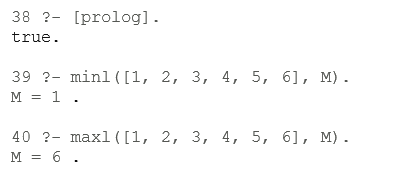 38 ?- [prolog].
true.
39 ?- minl([1, 2, 3, 4, 5, 6], M).
M = 1 .
40 ?- maxl([1, 2, 3, 4, 5, 6], M).
M = 6 .